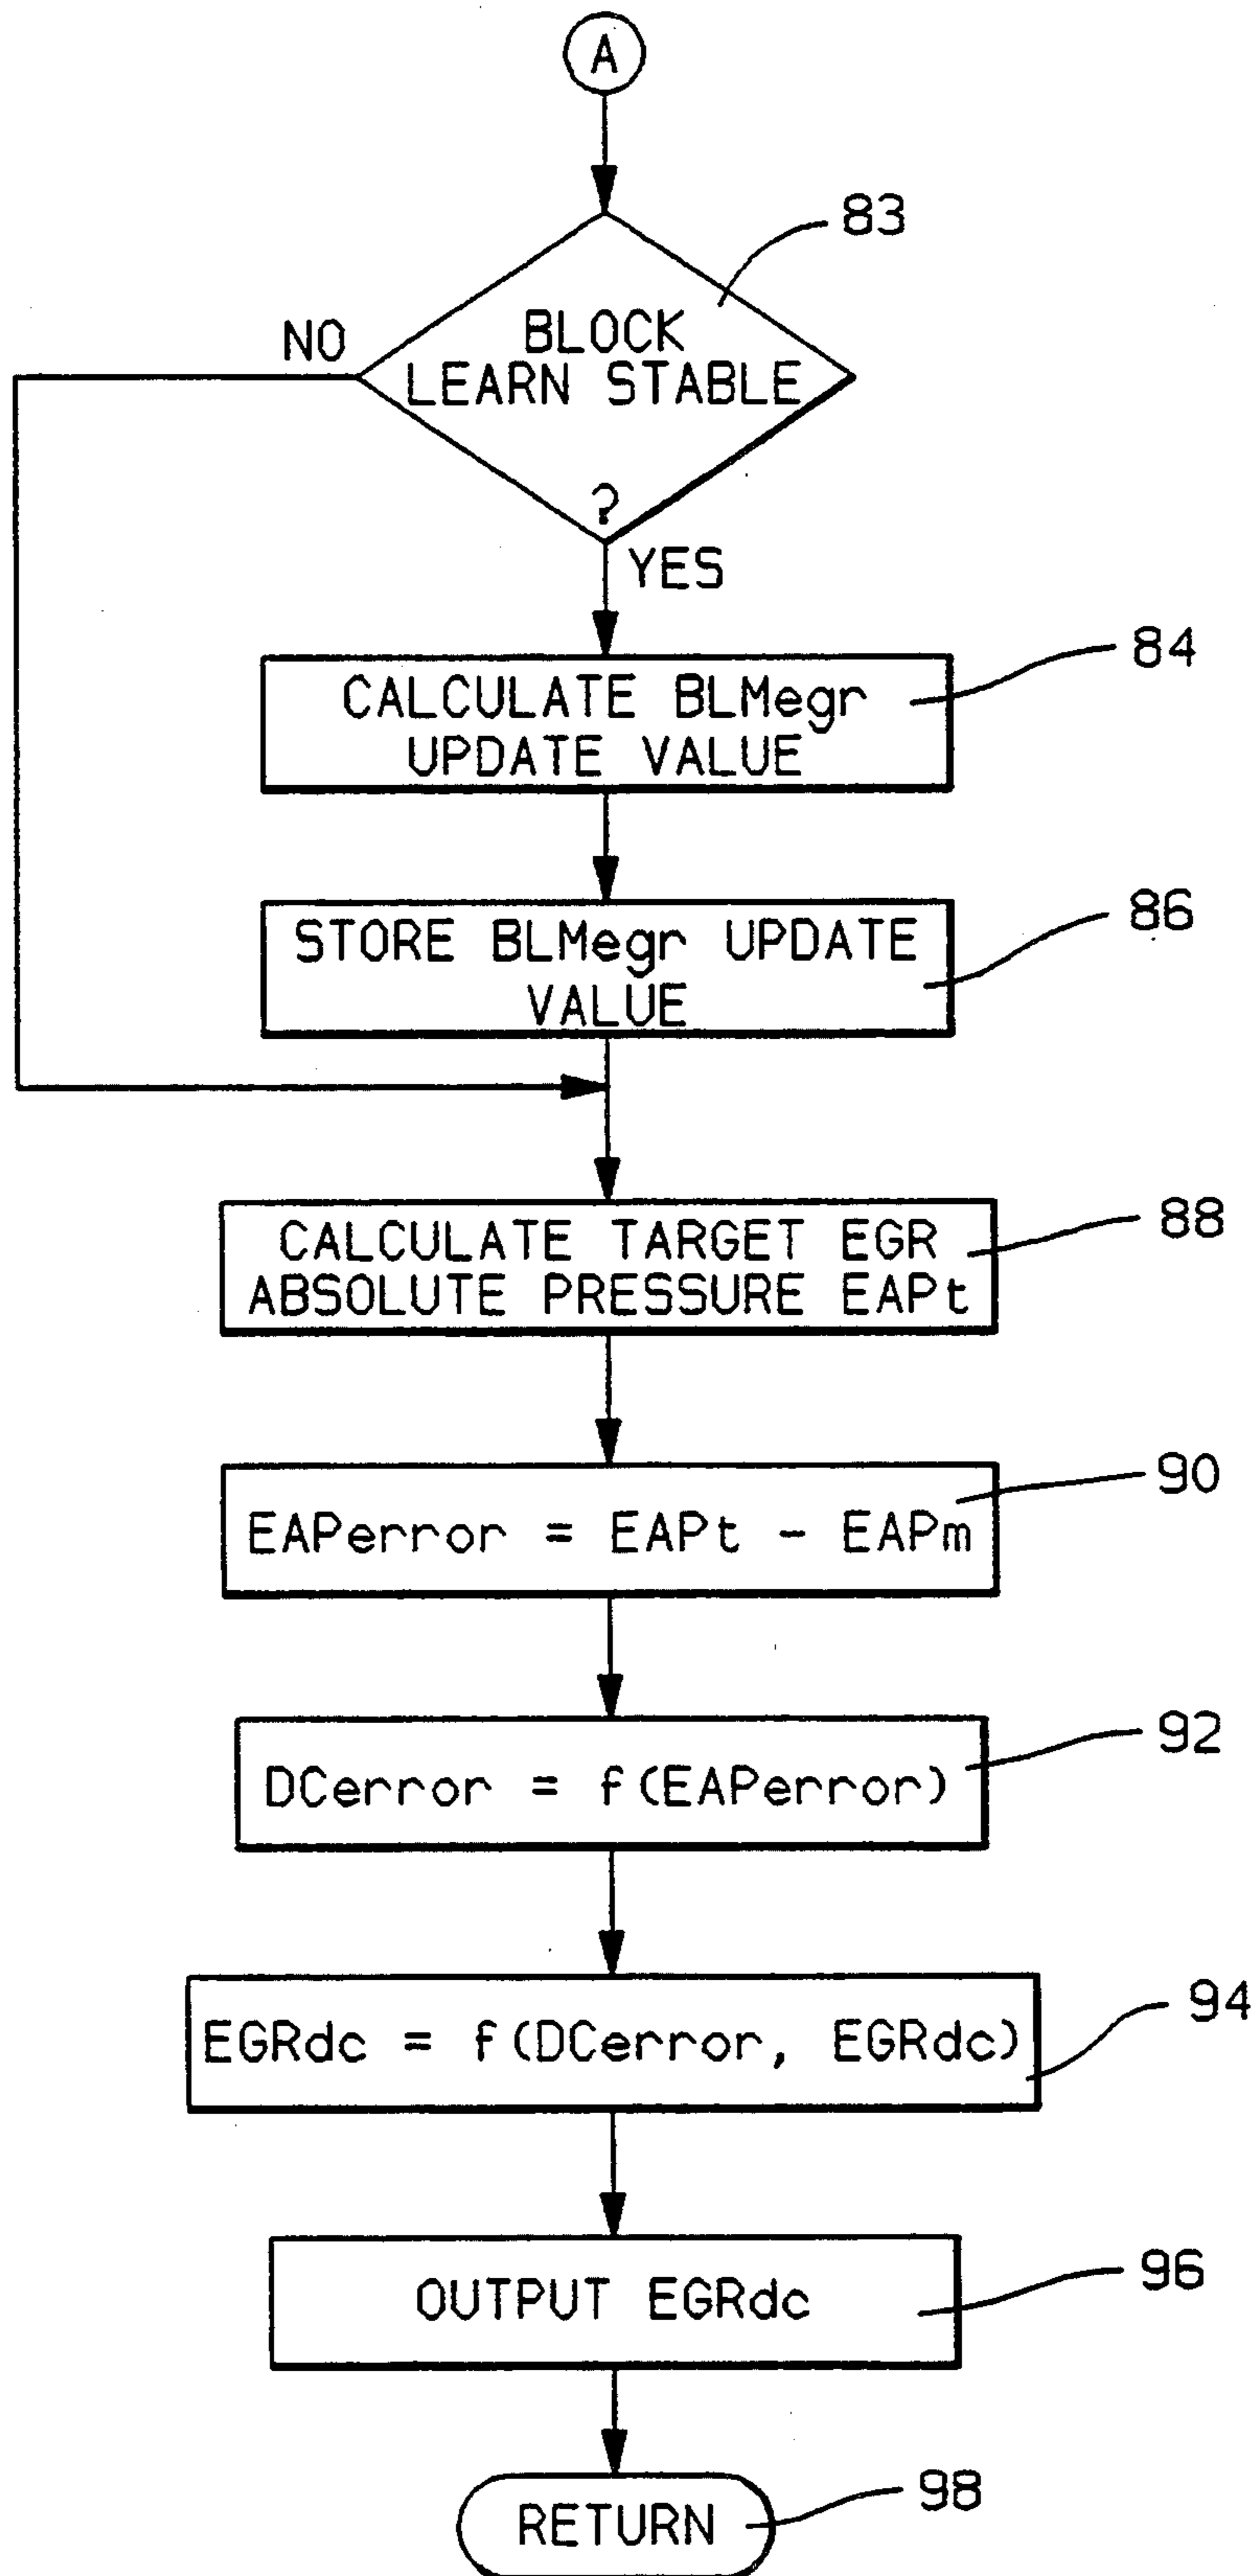 A
83
BLOCK
LEARN STABLE
?
NO
YES
84
CALCULATE BLMegr
UPDATE VALUE
86
STORE BLMegr UPDATE
VALUE
88
CALCULATE TARGET EGR
ABSOLUTE PRESSURE EAPt
90
EAPerror = EAPt - EAPm
92
DCerror = f(EAPerror)
94
EGRdc = f(DCerror, EGRdc)
96
OUTPUT EGRdc
98
RETURN